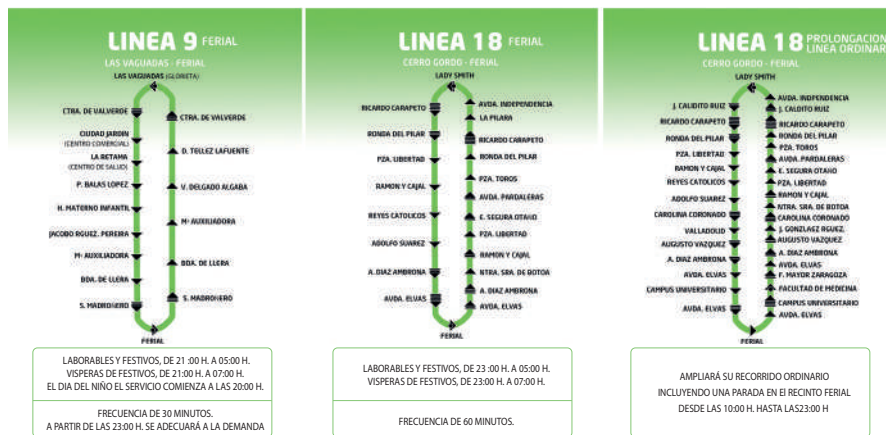 LINEA 9 FERIAL
LAS VAGUADAS - FERIAL
LAS VAGUADAS (GLORIETA)
CTRA. DE VALVERDE
CIUDAD JARDIN
(CENTRO COMERCIAL)
LA RETAMA
(CENTRO DE SALUD)
P. BALAS LOPEZ
H. MATERNO INFANTIL
JACOBO RGUEZ. PEREIRA
Mª AUXILIADORA
BDA. DE LLERA
S. MADROÑERO
CTRA. DE VALVERDE
D. TELLEZ LAFUENTE
V. DELGADO ALGABA
Mª AUXILIADORA
BDA. DE LLERA
S. MADROÑERO
FERIAL
LABORABLES Y FESTIVOS, DE 21 :00 H. A 05:00 H.
VISPERAS DE FESTIVOS, DE 21:00 H. A 07:00 H.
EL DIA DEL NIÑO EL SERVICIO COMIENZA A LAS 20:00 H.
FRECUENCIA DE 30 MINUTOS.
A PARTIR DE LAS 23:00 H. SE ADECUARÁ A LA DEMANDA
LINEA 18 FERIAL
CERRO GORDO - FERIAL
LADY SMITH
RICARDO CARAPETO
RONDA DEL PILAR
PZA. LIBERTAD
RAMON Y CAJAL
REYES CATOLICOS
ADOLFO SUAREZ
A. DIAZ AMBRONA
AVDA. ELVAS
AVDA. INDEPENDENCIA
LA PILARA
RICARDO CARAPETO
RONDA DEL PILAR
PZA. TOROS
AVDA. PARDALERAS
E. SEGURA OTAÑO
PZA. LIBERTAD
RAMON Y CAJAL
NTRA. SRA. DE BOTOA
A. DIAZ AMBRONA
AVDA. ELVAS
FERIAL
LABORABLES Y FESTIVOS, DE 23 :00 H. A 05:00 H.
VISPERAS DE FESTIVOS, DE 23:00 H. A 07:00 H.
FRECUENCIA DE 60 MINUTOS.
LINEA 18 PROLONGACION
LINEA ORDINAR
CERRO GORDO - FERIAL
LADY SMITH
J. CALDITO RUIZ
RICARDO CARAPETO
RONDA DEL PILAR
PZA. LIBERTAD
RAMON Y CAJAL
REYES CATOLICOS
ADOLFO SUAREZ
CAROLINA CORONADO
VALLADOLID
AUGUSTO VAZQUEZ
A. DIAZ AMBRONA
AVDA. ELVAS
CAMPUS UNIVERSITARIO
AVDA. ELVAS
AVDA. INDPENDENCIA
J. CALDITO RUIZ
RICARDO CARAPETO
RONDA DEL PILAR
PZA. TOROS
AVDA. PARDALERAS
E. SEGURA OTAÑO
PZA. LIBERTAD
RAMON Y CAJAL
NTRA. SRA. DE BOTOA
CAROLINA CORONADO
J. GONZLAEZ RGUEZ.
AUGUSTO VAZQUEZ
A. DIAZ AMBRONA
AVDA. ELVAS
F. MAYOR ZARAGOZA
FACULTAD DE MEDICINA
CAMPUS UNIVERSITARIO
AVDA. ELVAS
FERIAL
AMPLIARÁ SU RECORRIDO ORDINARIO
INCLUYENDO UNA PARADA EN El RECINTO FERIAL
DESDE LAS 10:00 H. HASTA LAS23:00 H